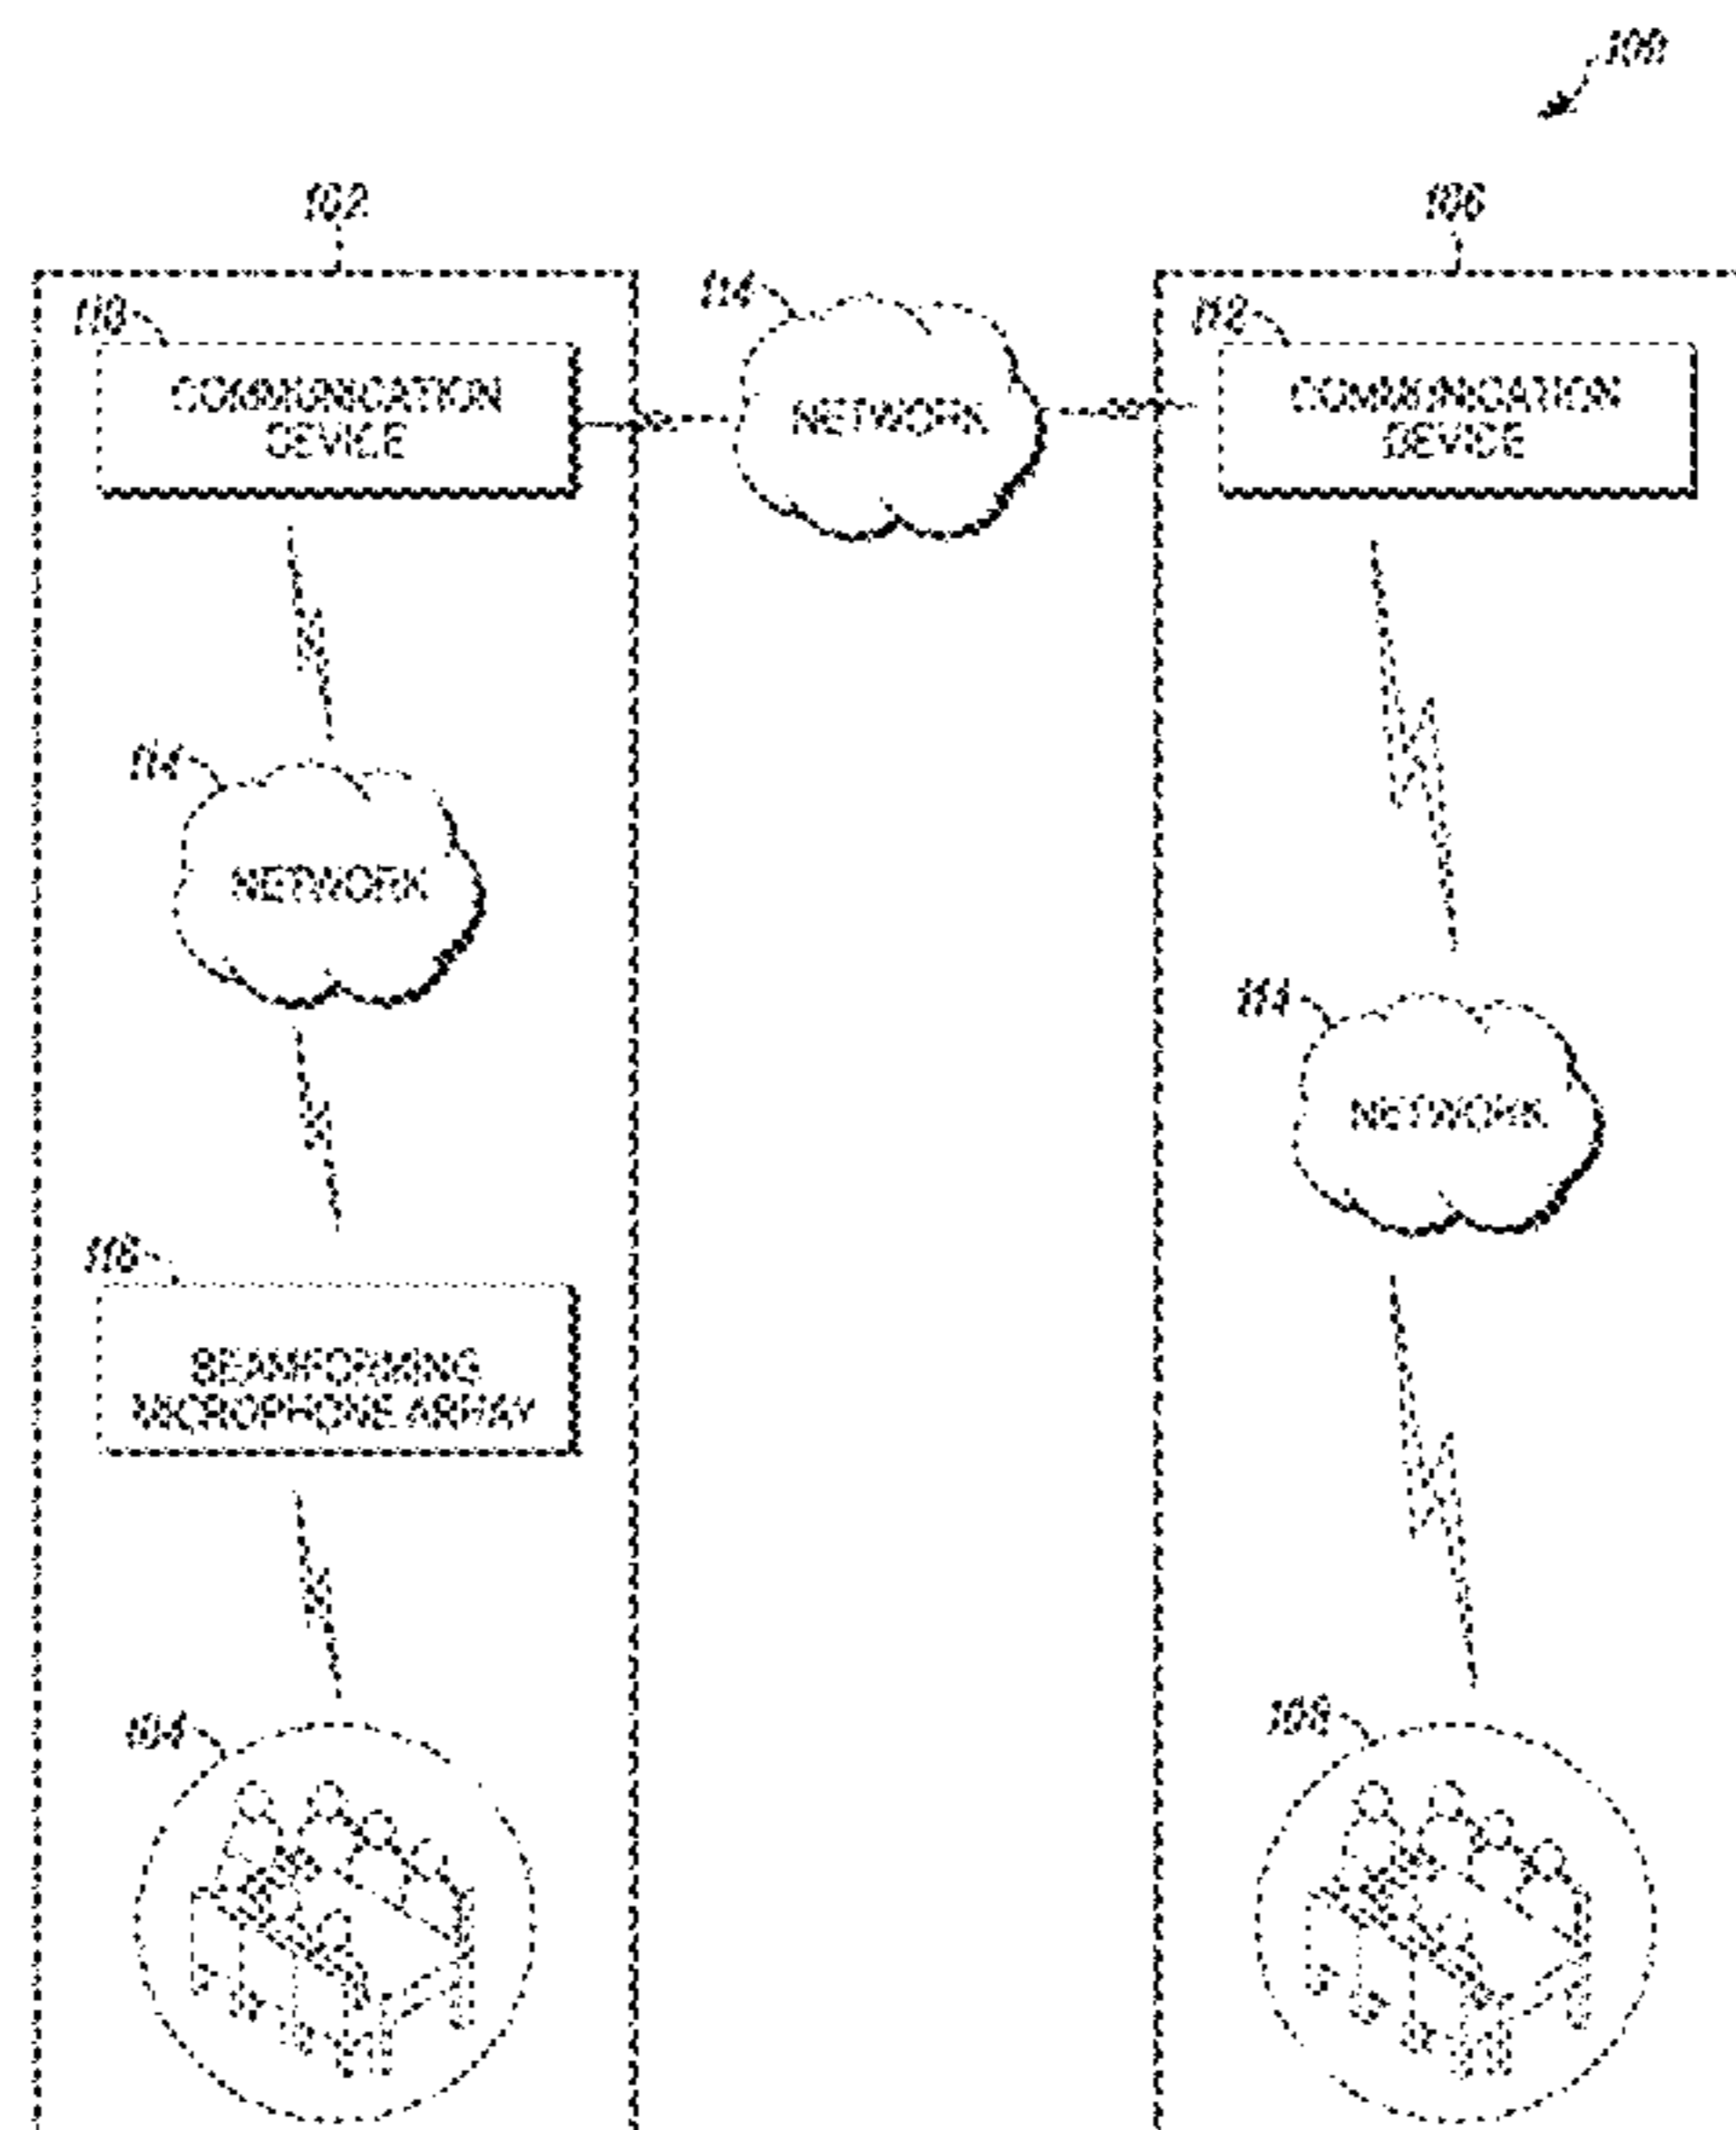 100
102
106
110
114
112
COMMUNICATION
DEVICE
NETWORK
COMMUNICATION
DEVICE
114
NETWORK
114
NETWORK
116
BEAMFORMING
MICROPHONE ARRAY
104
108